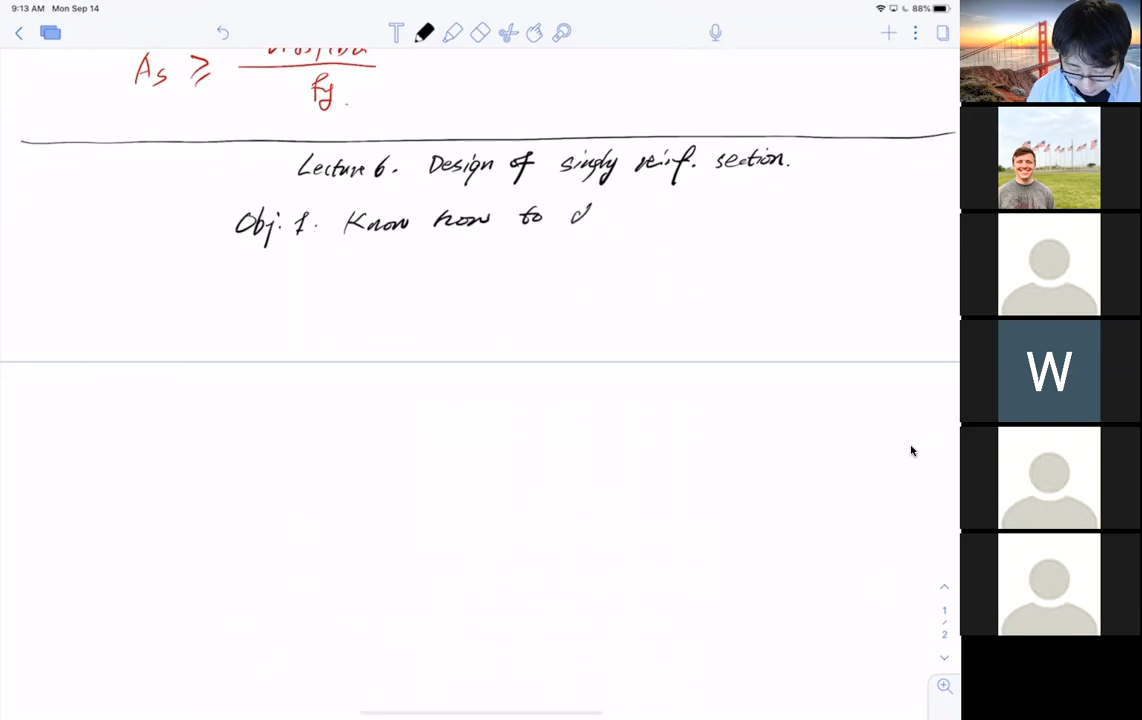 9:13 AM Mon Sep 14
88%
As ≥
fy.
Lecture 6. Design of singly reinf. section.
Obj. 1. Know how to d
W
1
/
2